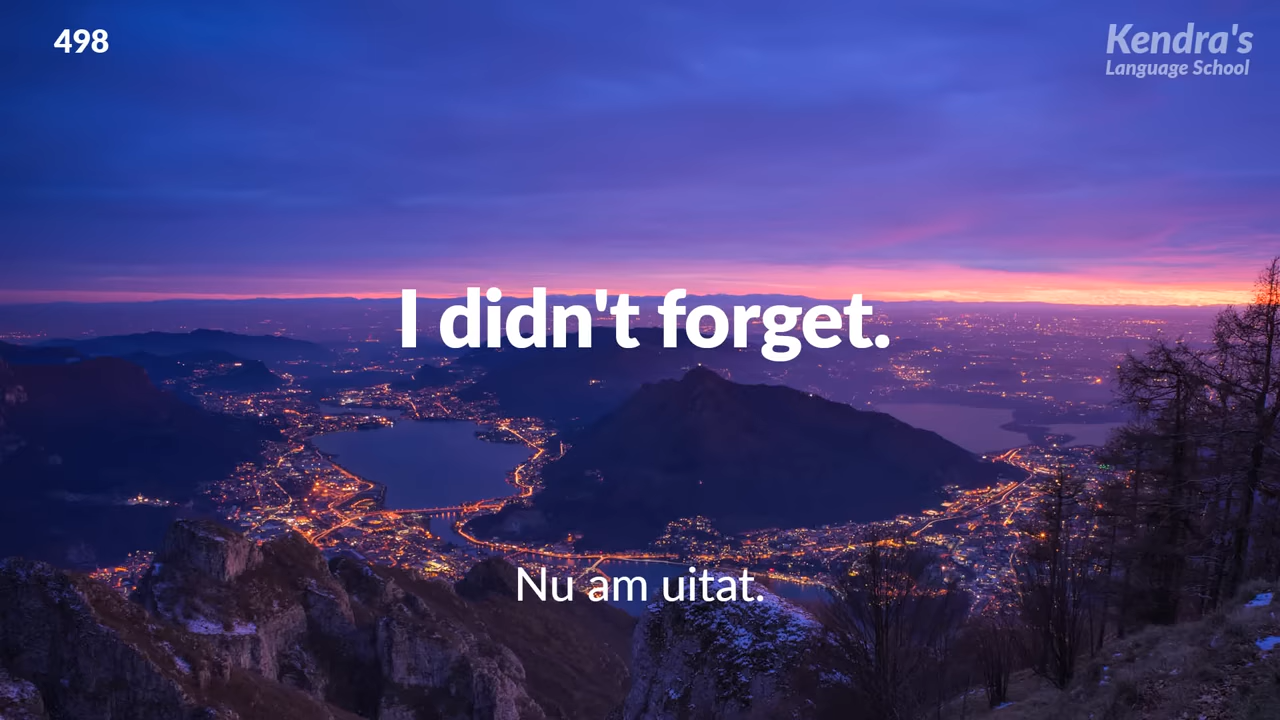 498
Kendra's
Language School
I didn't forget.
Nu am uitat.